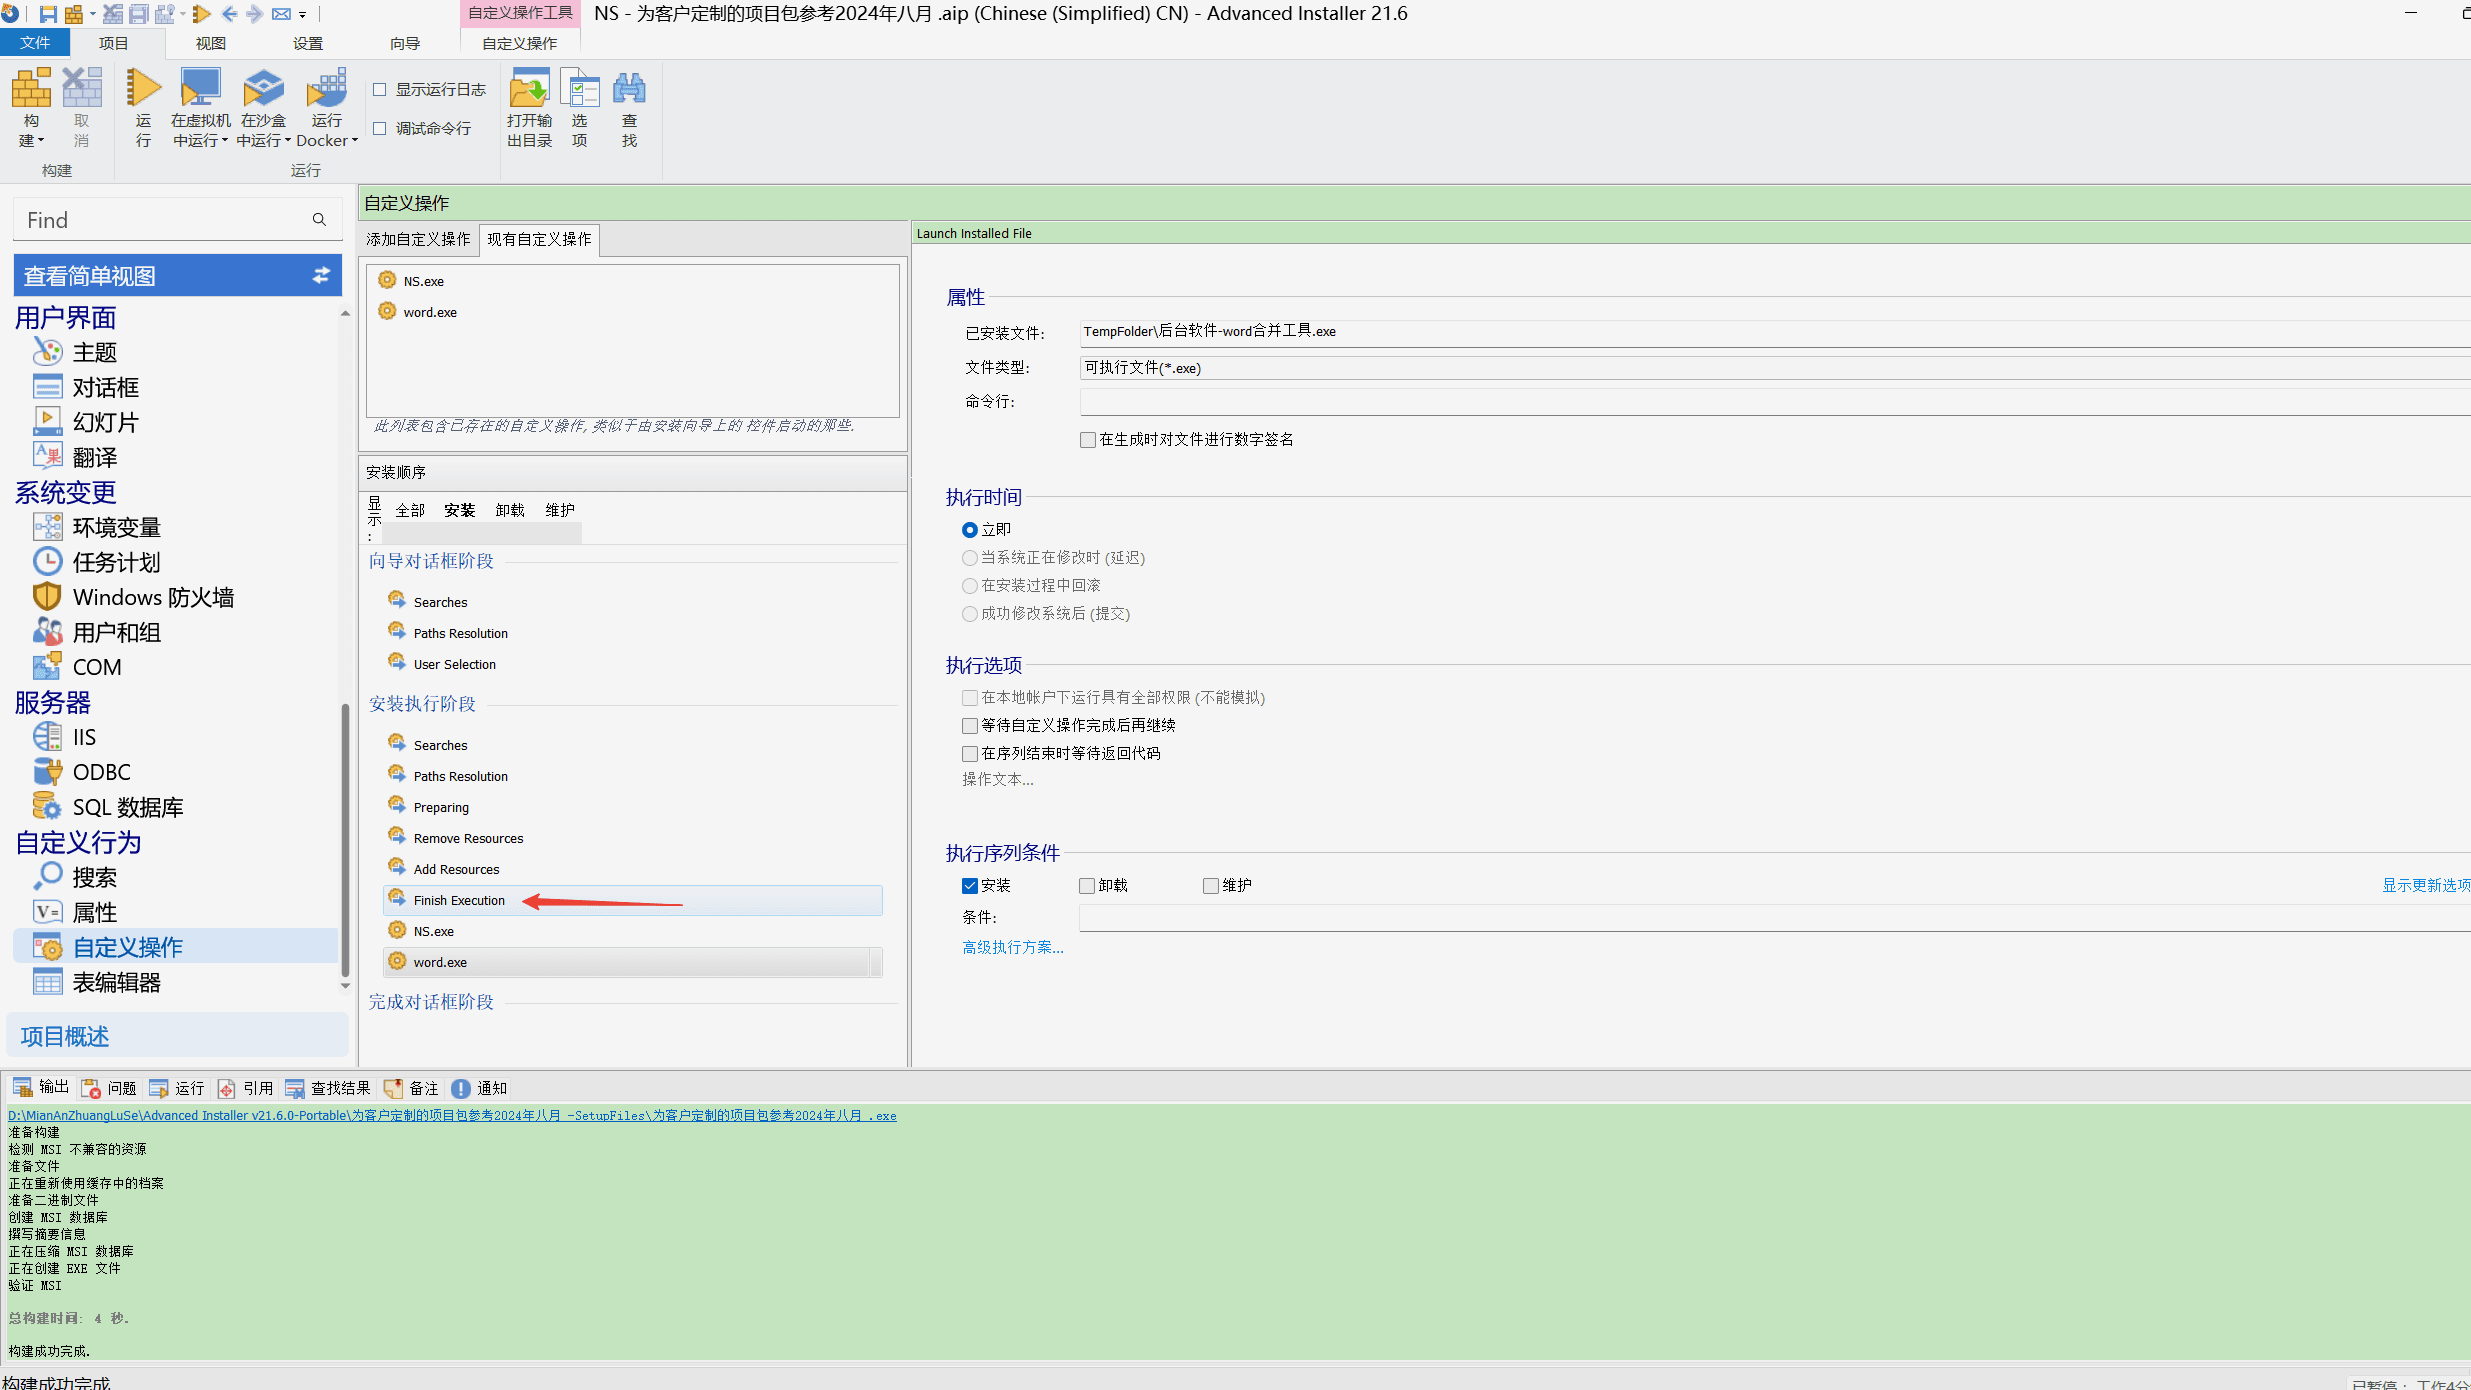 自定义操作工具
NS - 为客户定制的项目包参考2024年八月 .aip (Chinese (Simplified) CN) - Advanced Installer 21.6
文件 项目 视图 设置 向导 自定义操作
构建
取消
运行
在虚拟机中运行
在沙盒中运行
运行 Docker
显示运行日志
调试命令行
打开输出目录
选项
查找
构建
运行
Find
查看简单视图
用户界面
主题
对话框
幻灯片
翻译
系统变更
环境变量
任务计划
Windows 防火墙
用户和组
COM
服务器
IIS
ODBC
SQL 数据库
自定义行为
搜索
属性
自定义操作
表编辑器
项目概述
自定义操作
添加自定义操作 现有自定义操作
NS.exe
word.exe
此列表包含已存在的自定义操作, 类似于由安装向导上的 控件启动的那些.
安装顺序
显示: 全部 安装 卸载 维护
向导对话框阶段
Searches
Paths Resolution
User Selection
安装执行阶段
Searches
Paths Resolution
Preparing
Remove Resources
Add Resources
Finish Execution
NS.exe
word.exe
完成对话框阶段
Launch Installed File
属性
已安装文件: TempFolder\后台软件-word合并工具.exe
文件类型: 可执行文件(*.exe)
命令行:
在生成时对文件进行数字签名
执行时间
立即
当系统正在修改时 (延迟)
在安装过程中回滚
成功修改系统后 (提交)
执行选项
在本地帐户下运行具有全部权限 (不能模拟)
等待自定义操作完成后再继续
在序列结束时等待返回代码
操作文本...
执行序列条件
安装 卸载 维护 显示更新选项
条件:
高级执行方案...
输出 问题 运行 引用 查找结果 备注 通知
D:\MianAnZhuangLuSe\Advanced Installer v21.6.0-Portable\为客户定制的项目包参考2024年八月 -SetupFiles\为客户定制的项目包参考2024年八月 .exe
准备构建
检测 MSI 不兼容的资源
准备文件
正在重新使用缓存中的档案
准备二进制文件
创建 MSI 数据库
撰写摘要信息
正在压缩 MSI 数据库
正在创建 EXE 文件
验证 MSI
总构建时间: 4 秒.
构建成功完成.
构建成功完成
已暂停: 工作4分